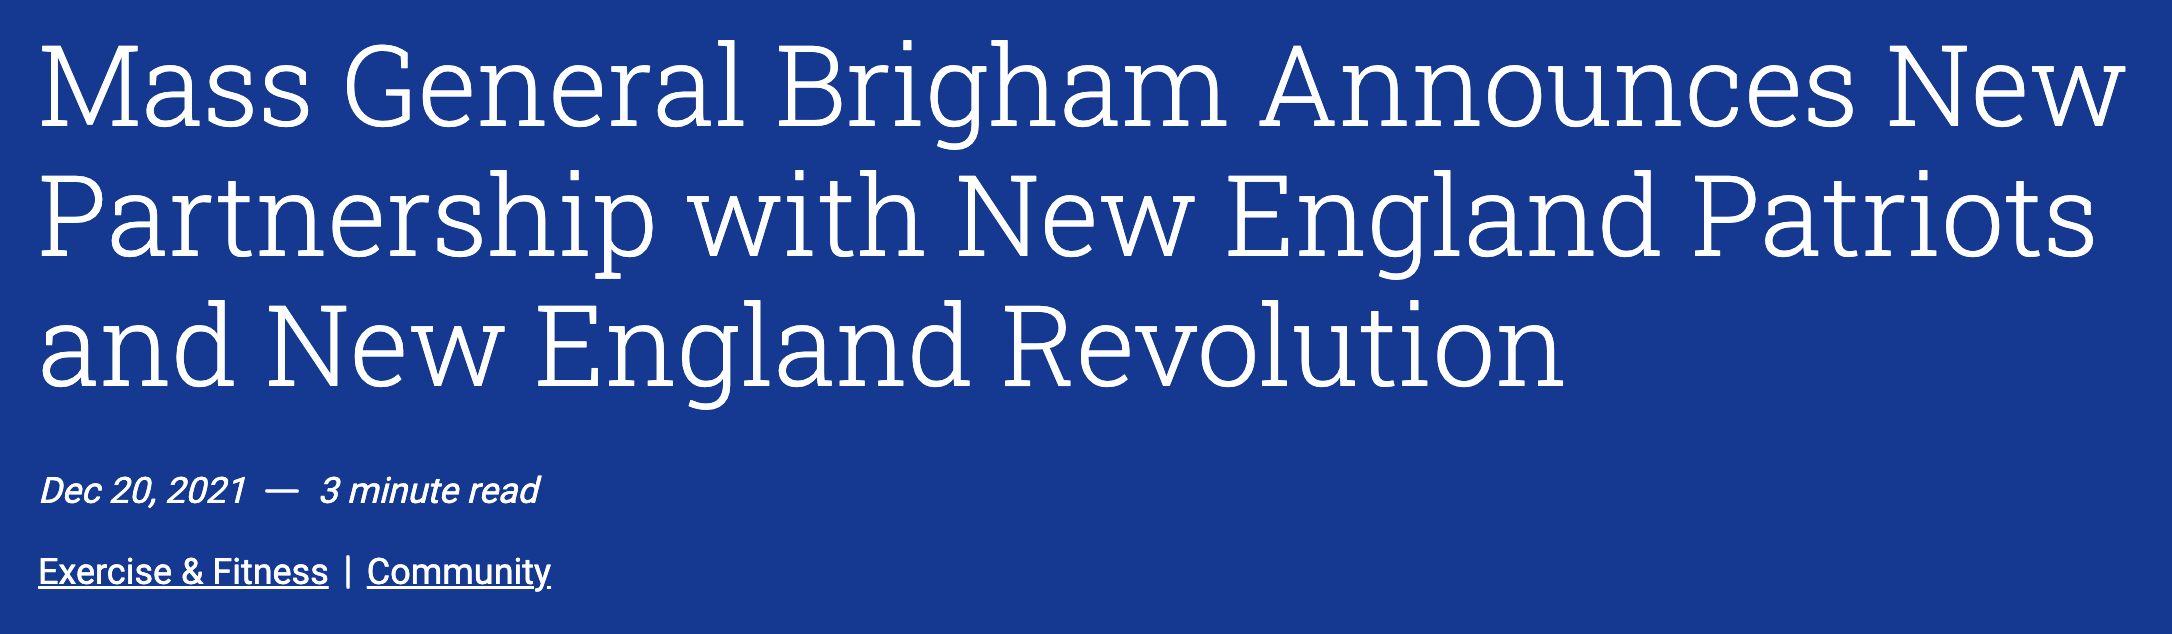 Mass General Brigham Announces New
Partnership with New England Patriots
and New England Revolution
Dec 20, 2021 — 3 minute read
Exercise & Fitness | Community